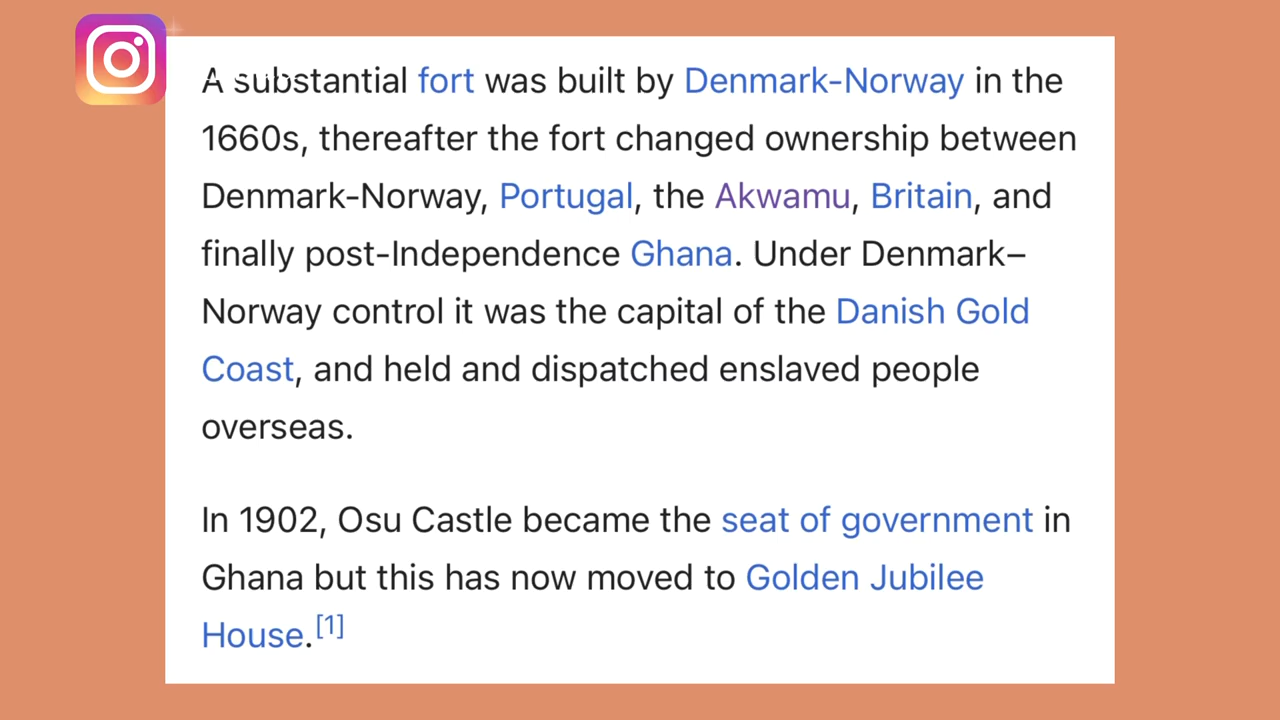 A substantial fort was built by Denmark-Norway in the
1660s, thereafter the fort changed ownership between
Denmark-Norway, Portugal, the Akwamu, Britain, and
finally post-Independence Ghana. Under Denmark–
Norway control it was the capital of the Danish Gold
Coast, and held and dispatched enslaved people
overseas.
In 1902, Osu Castle became the seat of government in
Ghana but this has now moved to Golden Jubilee
House.[1]